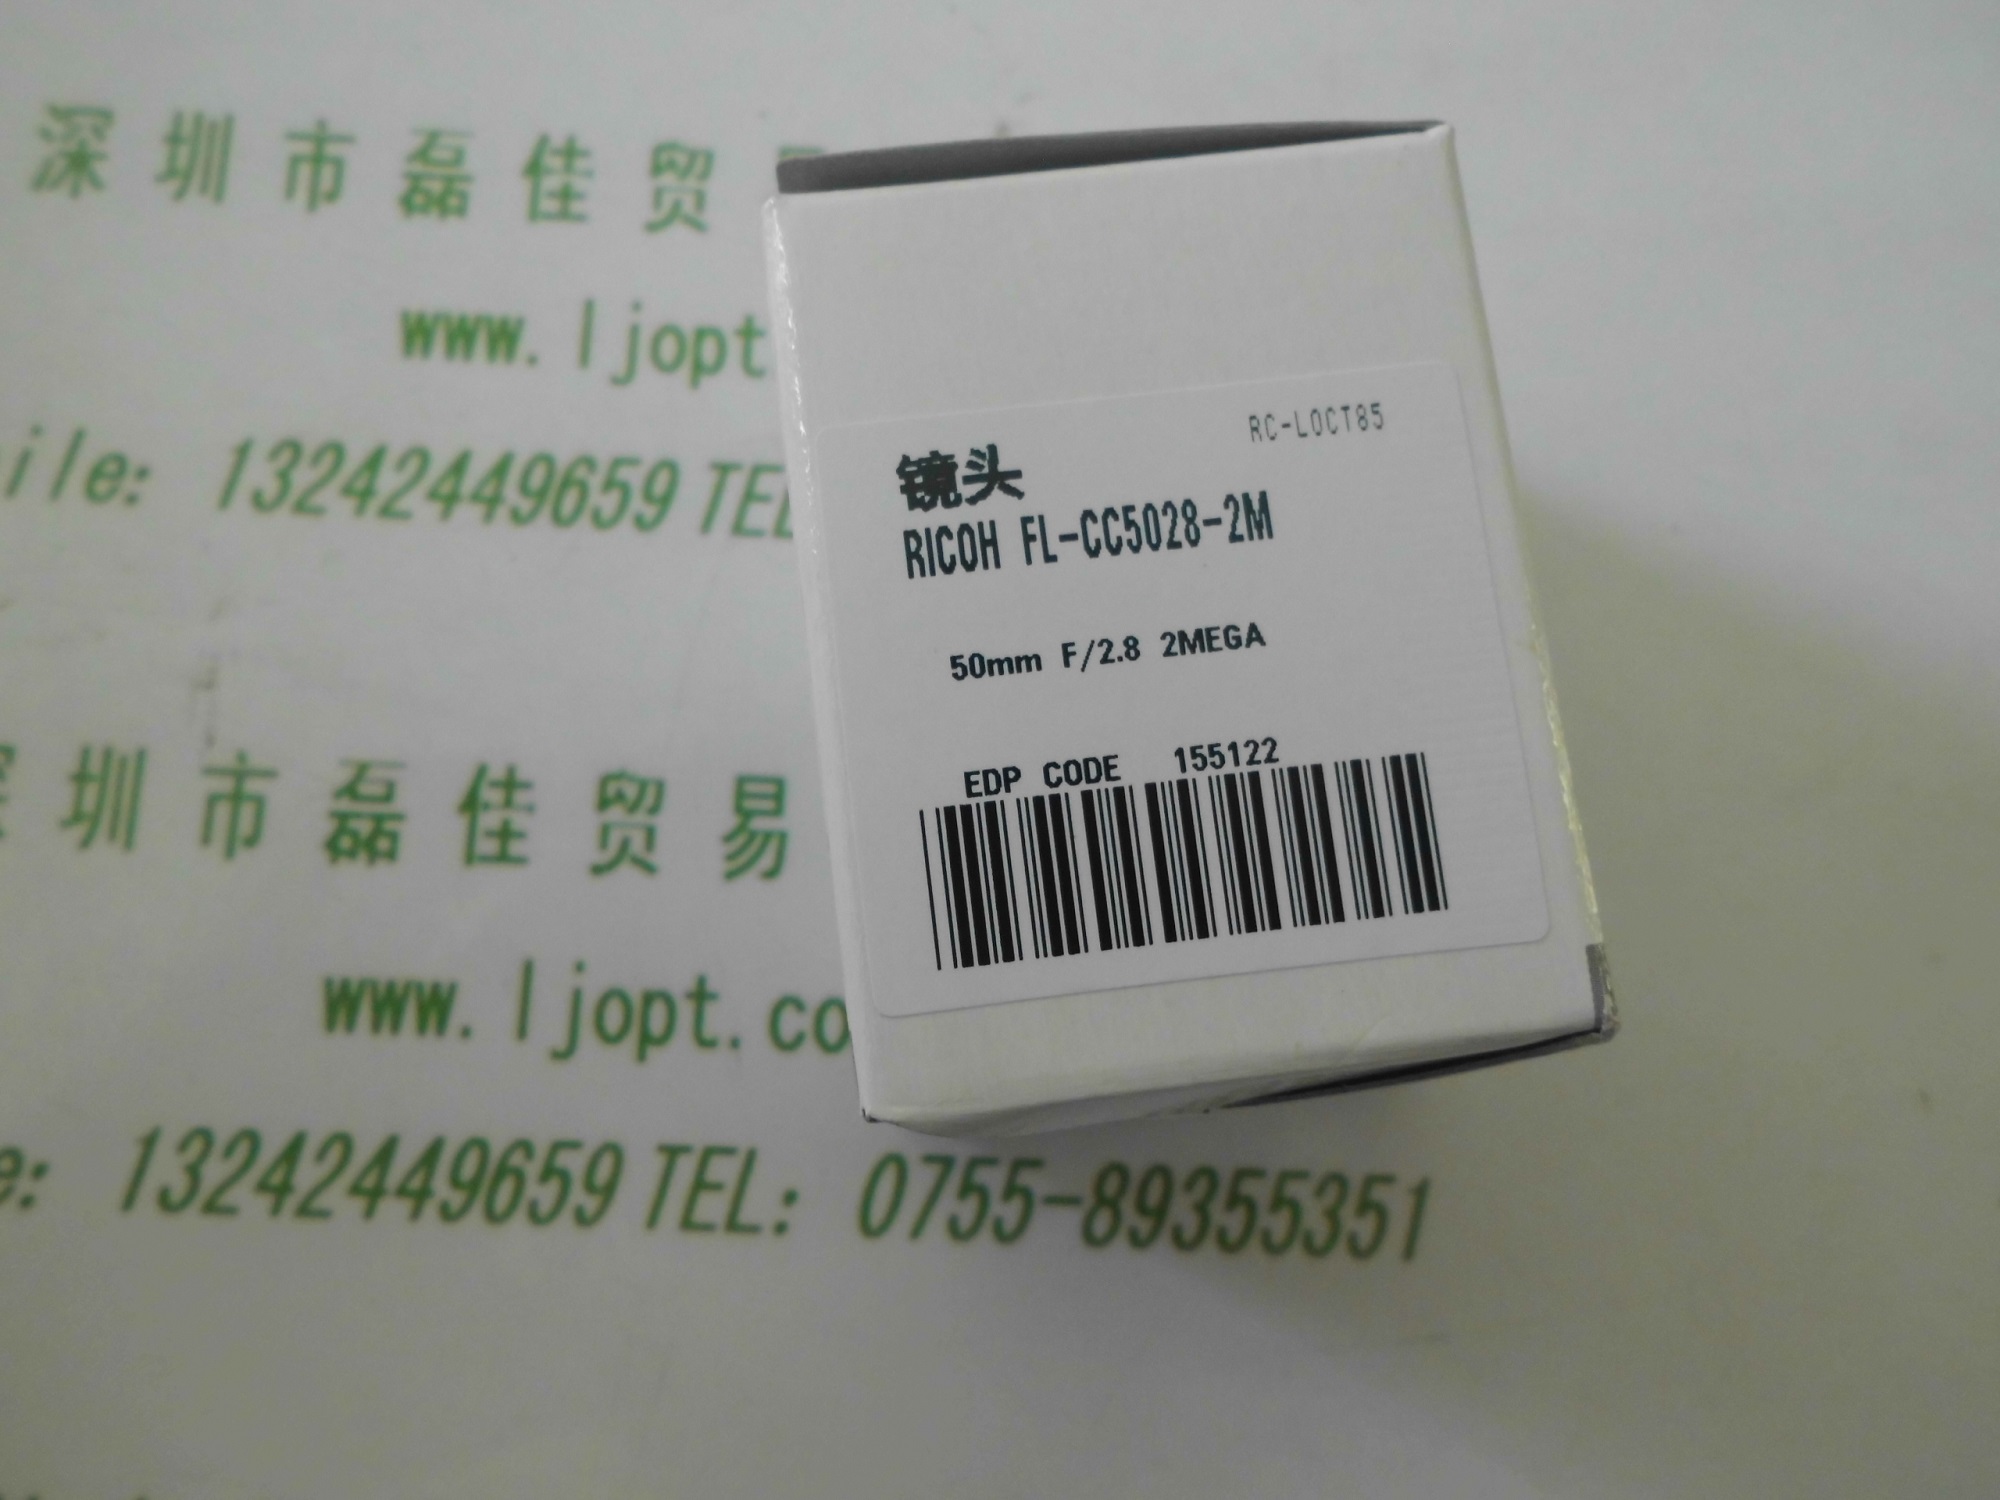 深圳市磊佳贸
www.ljopt
ile: 13242449659 TEL
RC-LOCT85
镜头
RICOH FL-CC5028-2M
50mm F/2.8 2MEGA
EDP CODE 155122
圳市磊佳贸易
www.ljopt.co
e: 13242449659 TEL: 0755-89355351